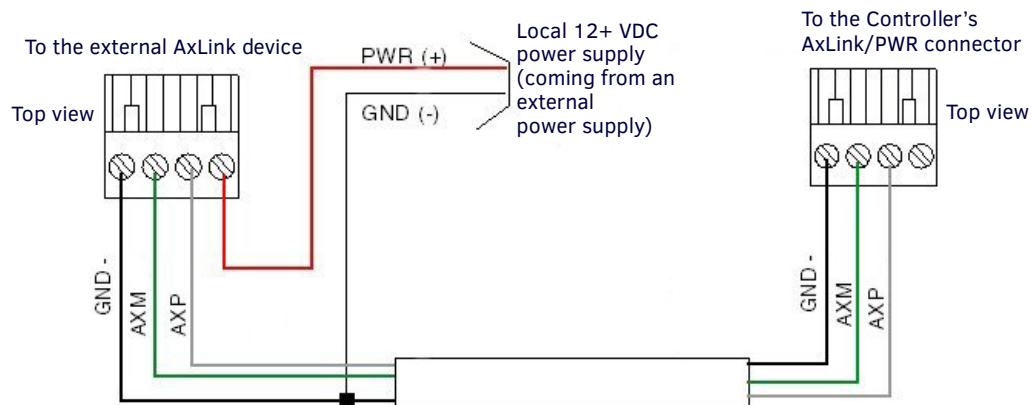 To the external AxLink device
Top view
PWR (+)
GND (-)
Local 12+ VDC
power supply
(coming from an
external
power supply)
To the Controller's
AxLink/PWR connector
Top view
GND -
AXM
AXP
GND -
AXM
AXP